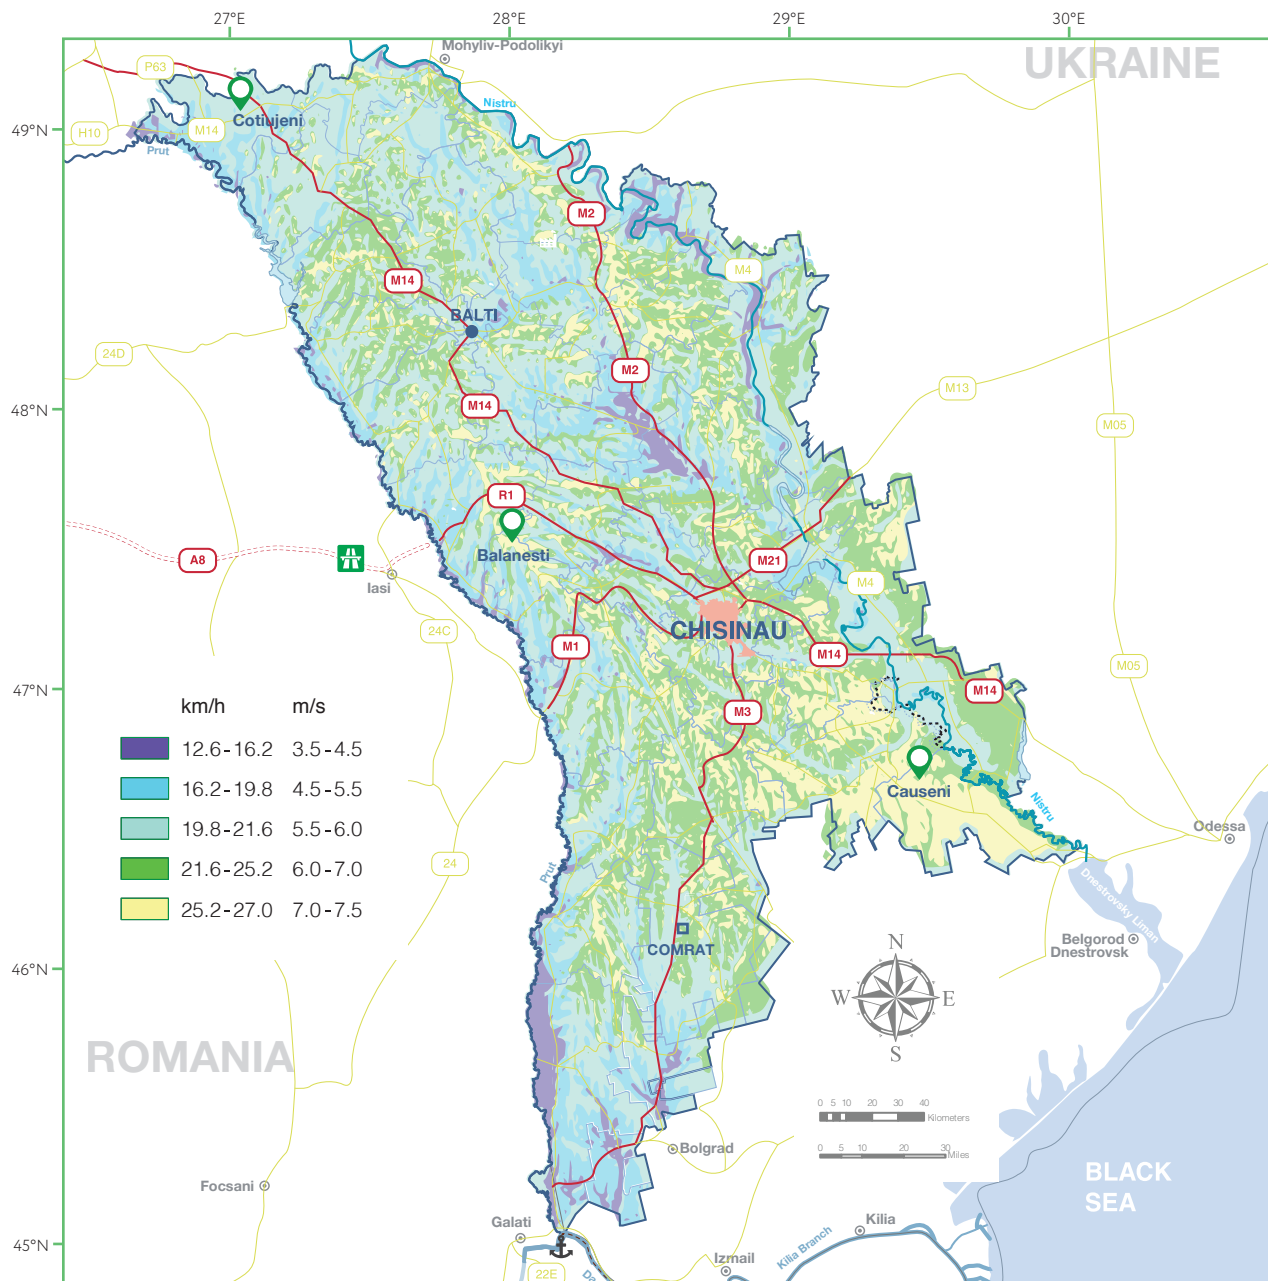 27°E
28°E
29°E
30°E
Mohyliv-Podolikyi
UKRAINE
P63
Nistru
Cotiujeni
49°N
H10
M14
Prut
M2
M4
M14
BALTI
24D
M2
M13
48°N
M14
M05
R1
Balanesti
A8
M21
Iasi
M4
24C
CHISINAU
M1
M14
M05
47°N
M14
M3
km/h m/s
12.6-16.2 3.5-4.5
16.2-19.8 4.5-5.5
19.8-21.6 5.5-6.0
21.6-25.2 6.0-7.0
25.2-27.0 7.0-7.5
Causeni
Nistru
Odessa
24
Prut
Dnestrovsky Liman
COMRAT
Belgorod
Dnestrovsk
46°N
N
W E
S
ROMANIA
0 5 10 20 30 40
Kilometers
0 5 10 20 30
Miles
Bolgrad
BLACK
SEA
Focsani
Galati
Kilia
Kilia Branch
45°N
Izmail
22E